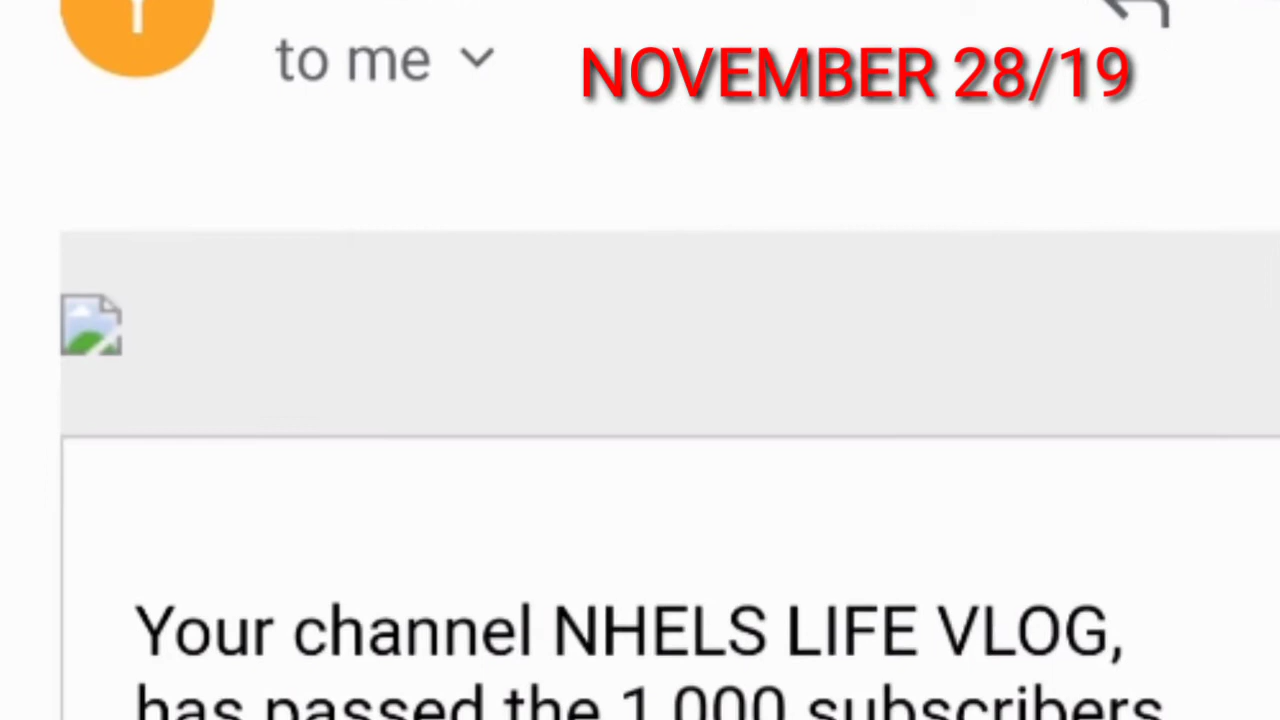 to me
NOVEMBER 28/19
Your channel NHELS LIFE VLOG,
has passed the 1,000 subscribers